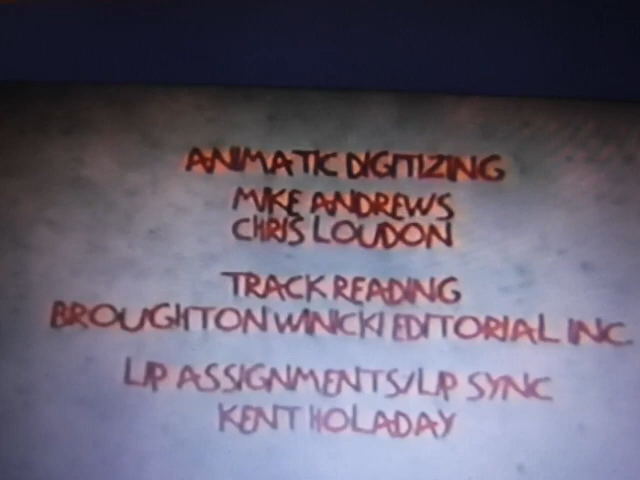 ANIMATIC DIGITIZING
MIKE ANDREWS
CHRIS LOUDON
TRACK READING
BROUGHTON WINICKI EDITORIAL INC.
LIP ASSIGNMENTS/LIP SYNC
KENT HOLADAY